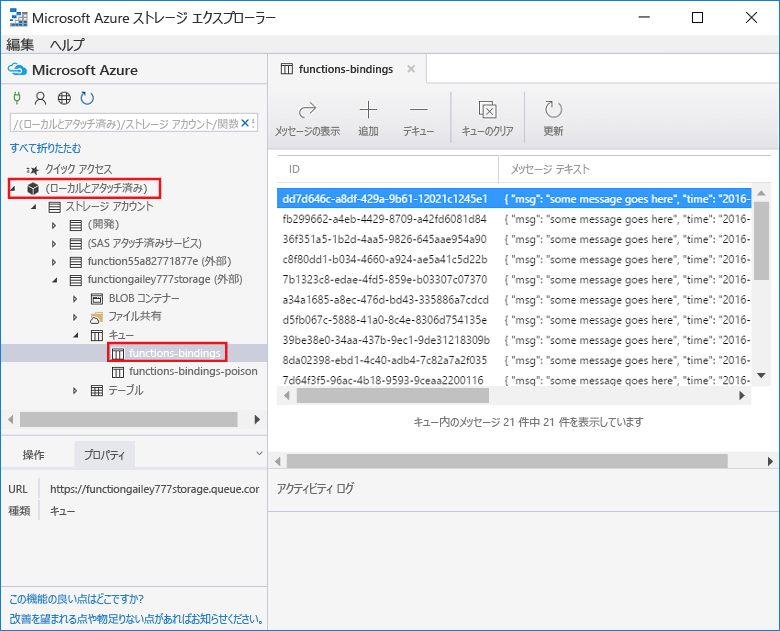 Microsoft Azure ストレージ エクスプローラー
編集 ヘルプ
Microsoft Azure
/(ローカルとアタッチ済み)/ストレージ アカウント/関数
すべて折りたたむ
クイック アクセス
(ローカルとアタッチ済み)
ストレージ アカウント
(開発)
(SAS アタッチ済みサービス)
function55a82771877e (外部)
functiongailey777storage (外部)
BLOB コンテナー
ファイル共有
キュー
functions-bindings
functions-bindings-poison
テーブル
操作 プロパティ
URL https://functiongailey777storage.queue.cor
種類 キュー
この機能の良い点はどこですか?
改善を望まれる点や物足りない点があればお知らせください。
functions-bindings
メッセージの表示 追加 デキュー キューのクリア 更新
ID メッセージ テキスト
dd7d646c-a8df-429a-9b61-12021c1245e1 { "msg": "some message goes here", "time": "2016-
fb299662-a4eb-4429-8709-a42fd6081d84 { "msg": "some message goes here", "time": "2016-
36f351a5-1b2d-4aa5-9826-645aae954a90 { "msg": "some message goes here", "time": "2016-
c8f80dd1-b034-4660-a924-ae5a41c5d22b { "msg": "some message goes here", "time": "2016-
7b1323c8-edae-4fd5-859e-b03307c07370 { "msg": "some message goes here", "time": "2016-
a34a1685-a8ec-476d-bd43-335886a7cdcd { "msg": "some message goes here", "time": "2016-
d5fb067c-5888-41a0-8c4e-8306d754135e { "msg": "some message goes here", "time": "2016-
39be38e0-34aa-437b-9ec1-9de31218309b { "msg": "some message goes here", "time": "2016-
8da02398-ebd1-4c40-adb4-7c82a7a2f035 { "msg": "some message goes here", "time": "2016-
7d64f3f5-96ac-4b18-9593-9ceaa2200116 { "msg": "some message goes here", "time": "2016-
キュー内のメッセージ 21 件中 21 件を表示しています
アクティビティ ログ